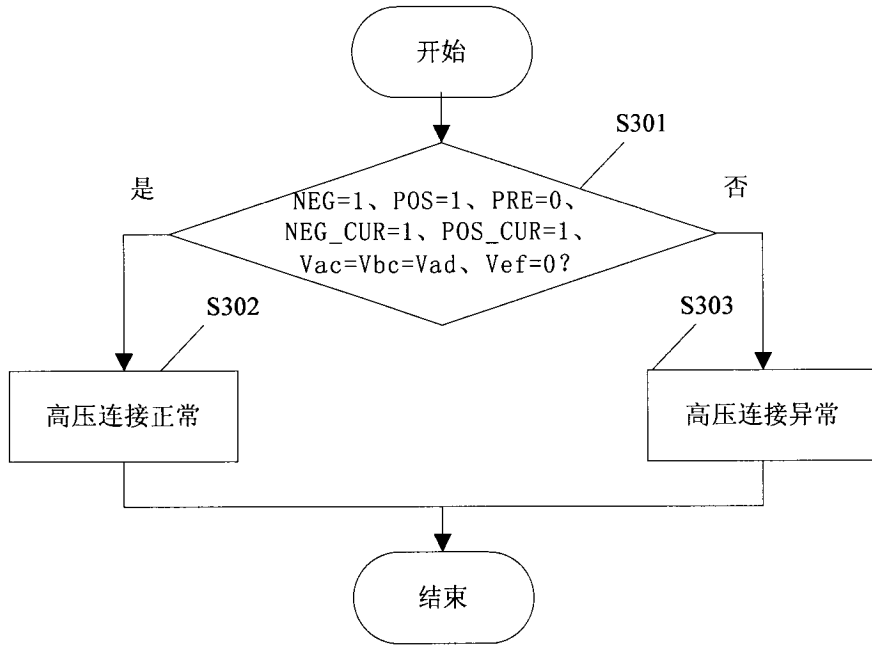 开始
S301
是
否
NEG=1、POS=1、PRE=0、
NEG_CUR=1、POS_CUR=1、
Vac=Vbc=Vad、Vef=0?
S302
S303
高压连接正常
高压连接异常
结束